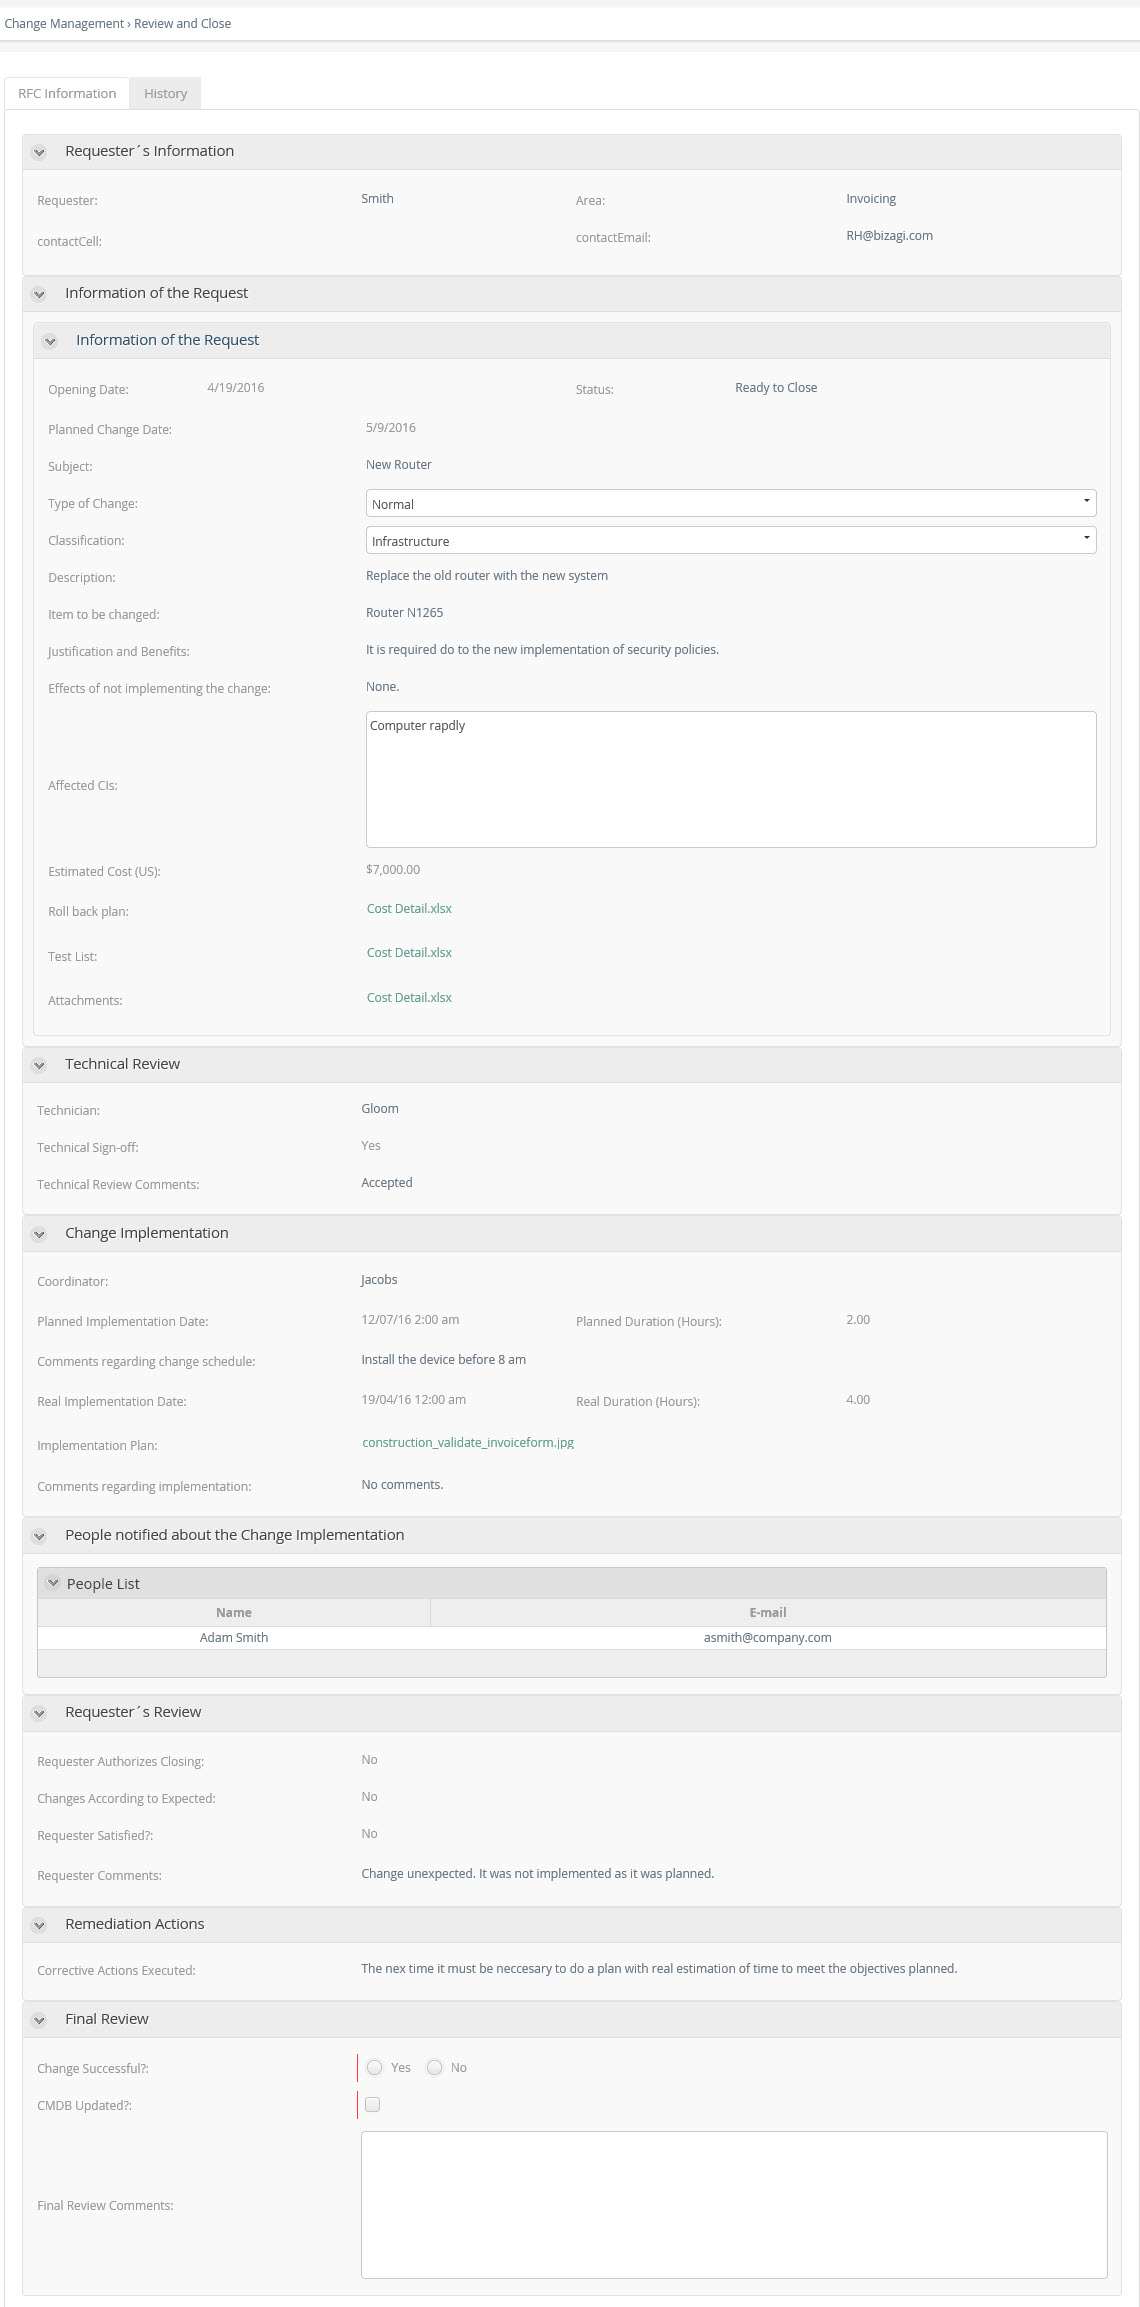 Change Management › Review and Close
RFC Information History
Requester´s Information
Requester: Smith Area: Invoicing
contactCell: contactEmail: RH@bizagi.com
Information of the Request
Information of the Request
Opening Date: 4/19/2016 Status: Ready to Close
Planned Change Date: 5/9/2016
Subject: New Router
Type of Change: Normal
Classification: Infrastructure
Description: Replace the old router with the new system
Item to be changed: Router N1265
Justification and Benefits: It is required do to the new implementation of security policies.
Effects of not implementing the change: None.
Affected CIs: Computer rapdly
Estimated Cost (US): $7,000.00
Roll back plan: Cost Detail.xlsx
Test List: Cost Detail.xlsx
Attachments: Cost Detail.xlsx
Technical Review
Technician: Gloom
Technical Sign-off: Yes
Technical Review Comments: Accepted
Change Implementation
Coordinator: Jacobs
Planned Implementation Date: 12/07/16 2:00 am Planned Duration (Hours): 2.00
Comments regarding change schedule: Install the device before 8 am
Real Implementation Date: 19/04/16 12:00 am Real Duration (Hours): 4.00
Implementation Plan: construction_validate_invoiceform.jpg
Comments regarding implementation: No comments.
People notified about the Change Implementation
People List
Name E-mail
Adam Smith asmith@company.com
Requester´s Review
Requester Authorizes Closing: No
Changes According to Expected: No
Requester Satisfied?: No
Requester Comments: Change unexpected. It was not implemented as it was planned.
Remediation Actions
Corrective Actions Executed: The nex time it must be neccesary to do a plan with real estimation of time to meet the objectives planned.
Final Review
Change Successful?: Yes No
CMDB Updated?:
Final Review Comments: